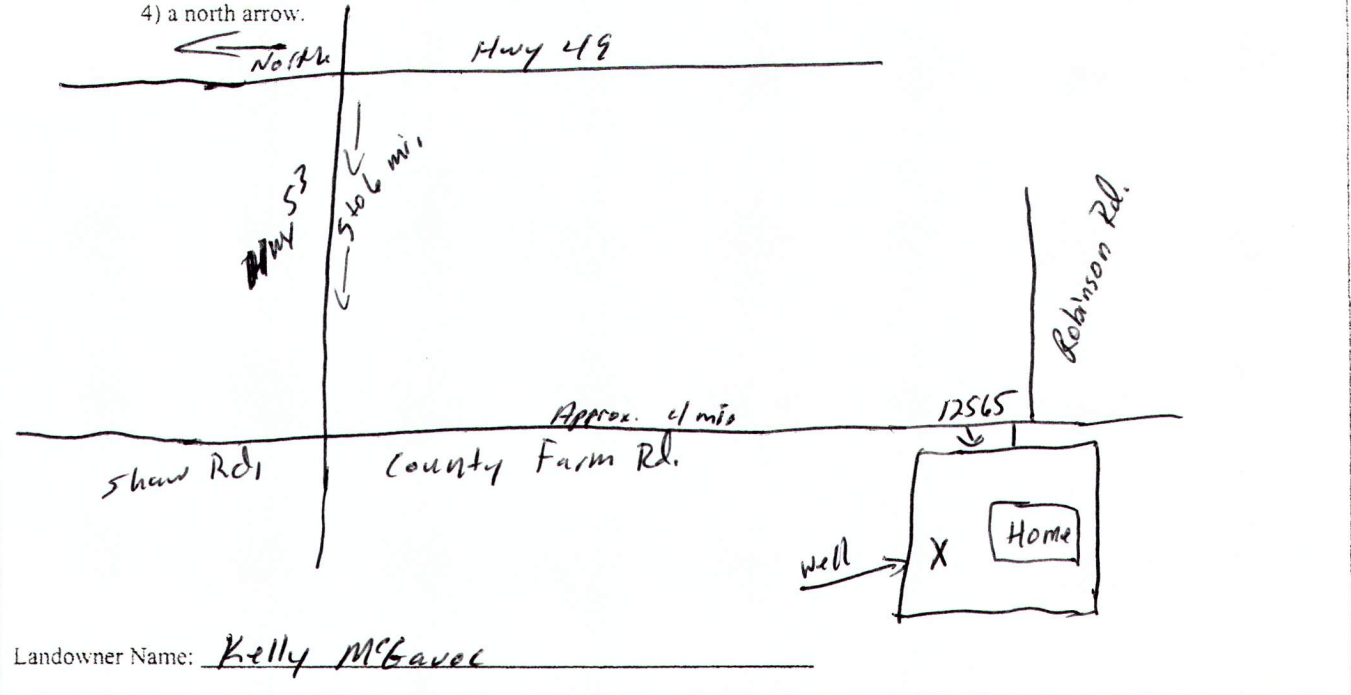 4) a north arrow.
North
Hwy 49
Hwy 53
5 to 6 mi.
Robinson Rd.
Approx. 4 mi.
12565
Shaw Rd.
County Farm Rd.
Home
X
well
Landowner Name: Kelly